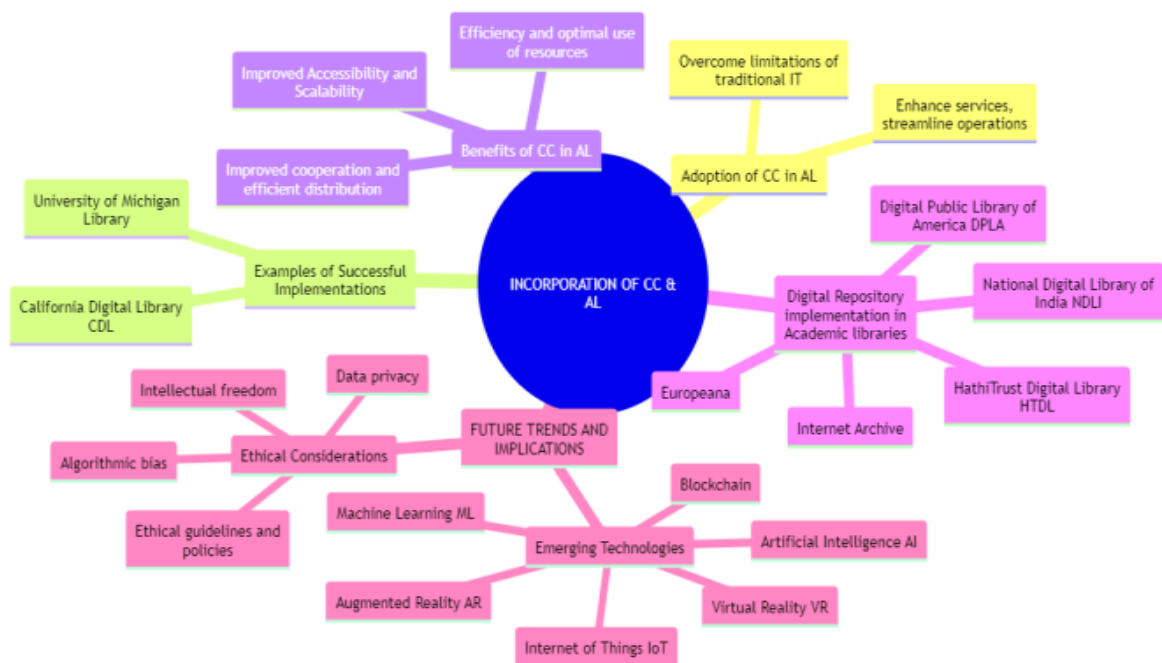 Efficiency and optimal use
of resources
Improved Accessibility and
Scalability
Improved cooperation and
efficient distribution
Benefits of CC in AL
Overcome limitations of
traditional IT
Enhance services,
streamline operations
Adoption of CC in AL
University of Michigan
Library
California Digital Library
CDL
Examples of Successful
Implementations
INCORPORATION OF CC &
AL
Digital Public Library of
America DPLA
National Digital Library of
India NDLI
Digital Repository
implementation in
Academic libraries
HathiTrust Digital Library
HTDL
Europeana
Internet Archive
FUTURE TRENDS AND
IMPLICATIONS
Intellectual freedom
Data privacy
Algorithmic bias
Ethical Considerations
Ethical guidelines and
policies
Blockchain
Machine Learning ML
Emerging Technologies
Artificial Intelligence AI
Augmented Reality AR
Virtual Reality VR
Internet of Things IoT